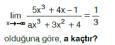 lim x→-∞ (5x³ + 4x − 1)/(ax³ + 3x² + 4) = 1/3
olduğuna göre, a kaçtır?